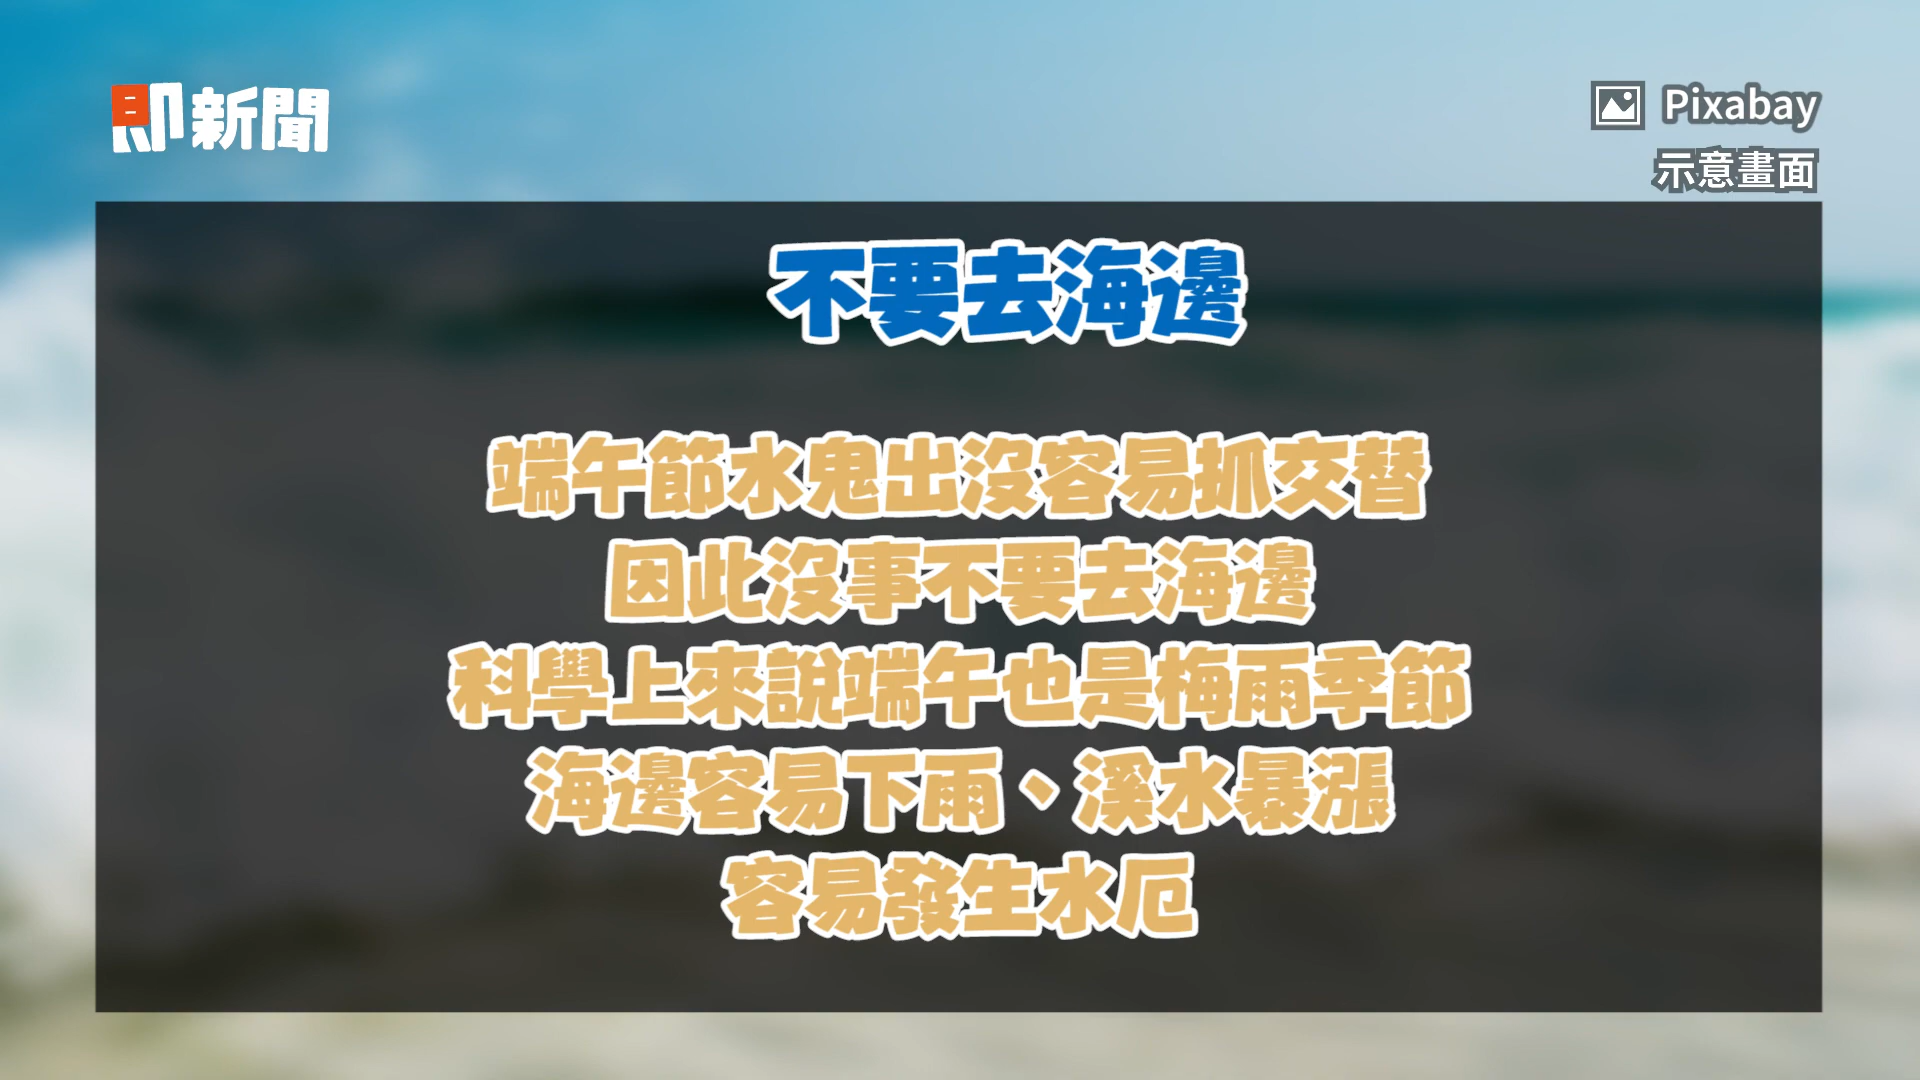 即新聞
Pixabay
示意畫面
不要去海邊
端午節水鬼出沒容易抓交替
因此沒事不要去海邊
科學上來說端午也是梅雨季節
海邊容易下雨、溪水暴漲
容易發生水厄